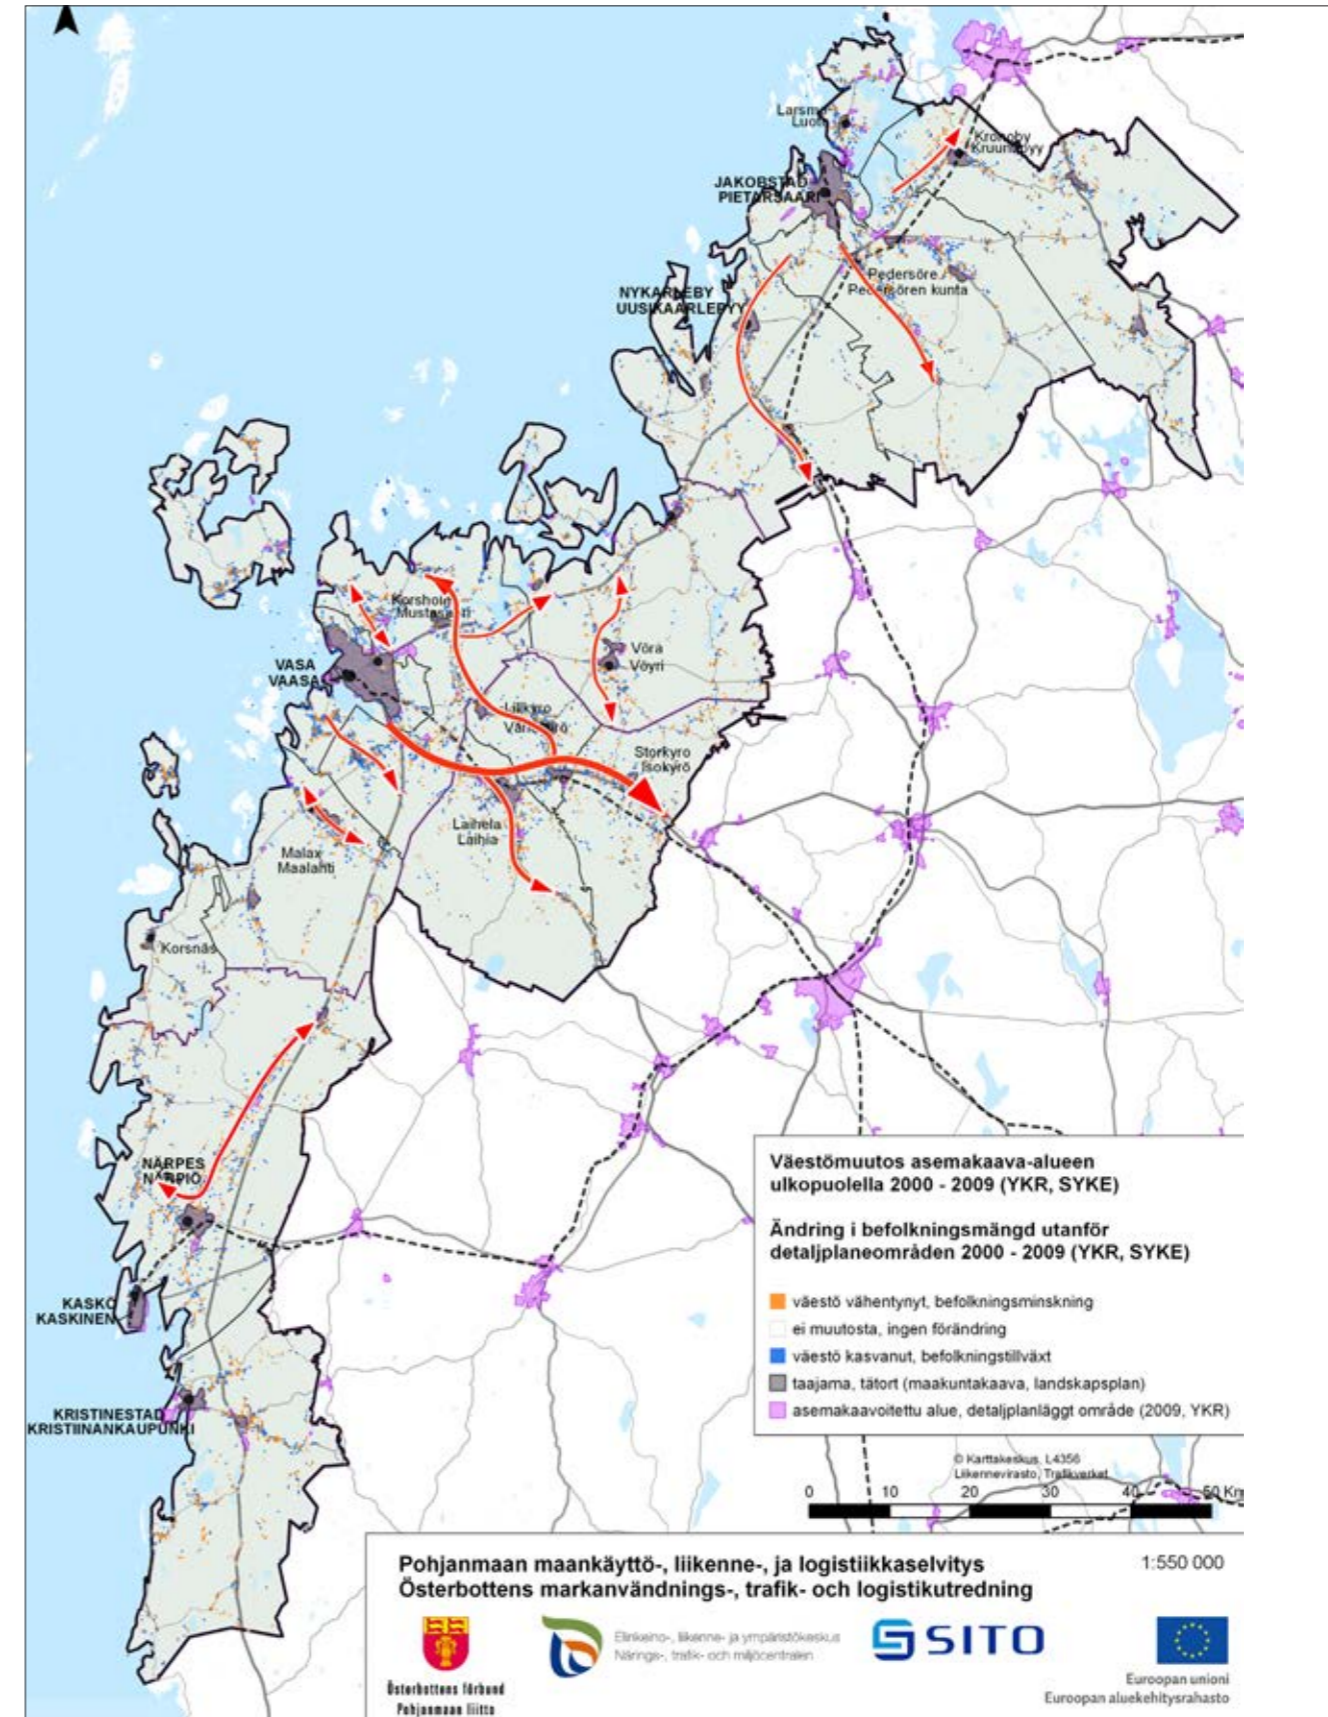 Larsmo
Luoto
Kronoby
Kruunupyy
JAKOBSTAD
PIETARSAARI
Pedersöre
Pedersören kunta
NYKARLEBY
UUSIKAARLEPYY
Korsholm
Mustasaari
Vörå
Vöyri
VASA
VAASA
Lillkyro
Vähäkyrö
Storkyro
Isokyrö
Laihela
Laihia
Malax
Maalahti
Korsnäs
NÄRPES
NÄRPIÖ
KASKÖ
KASKINEN
KRISTINESTAD
KRISTIINANKAUPUNKI
Väestömuutos asemakaava-alueen
ulkopuolella 2000 - 2009 (YKR, SYKE)
Ändring i befolkningsmängd utanför
detaljplaneområden 2000 - 2009 (YKR, SYKE)
väestö vähentynyt, befolkningsminskning
ei muutosta, ingen förändring
väestö kasvanut, befolkningstillväxt
taajama, tätort (maakuntakaava, landskapsplan)
asemakaavoitettu alue, detaljplanläggt område (2009, YKR)
© Karttakeskus, L4356
Liikennevirasto, Trafikverket
0 10 20 30 40 50 Km
Pohjanmaan maankäyttö-, liikenne-, ja logistiikkaselvitys
Österbottens markanvändnings-, trafik- och logistikutredning
1:550 000
Österbottens förbund
Pohjanmaan liitto
Elinkeino-, liikenne- ja ympäristökeskus
Närings-, trafik- och miljöcentralen
SITO
Euroopan unioni
Euroopan aluekehitysrahasto